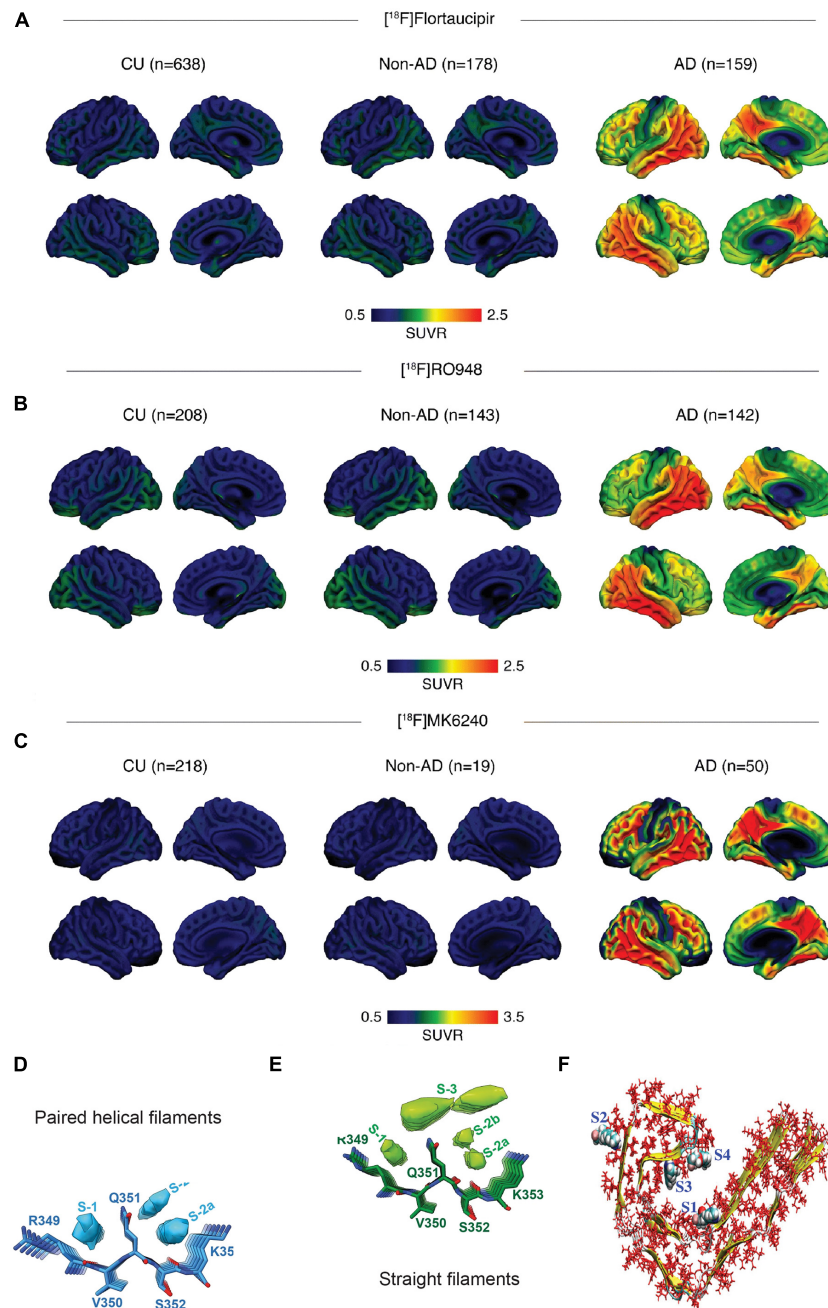 A
[¹⁸F]Flortaucipir
CU (n=638) Non-AD (n=178) AD (n=159)
0.5 2.5
SUVR
[¹⁸F]RO948
B
CU (n=208) Non-AD (n=143) AD (n=142)
0.5 2.5
SUVR
[¹⁸F]MK6240
C
CU (n=218) Non-AD (n=19) AD (n=50)
0.5 3.5
SUVR
D
Paired helical filaments
S-1
Q351
S-2a
R349
K35
V350
S352
E
S-3
S-1
R349
S-2b
S-2a
Q351
K353
V350
S352
Straight filaments
F
S2
S4
S3
S1